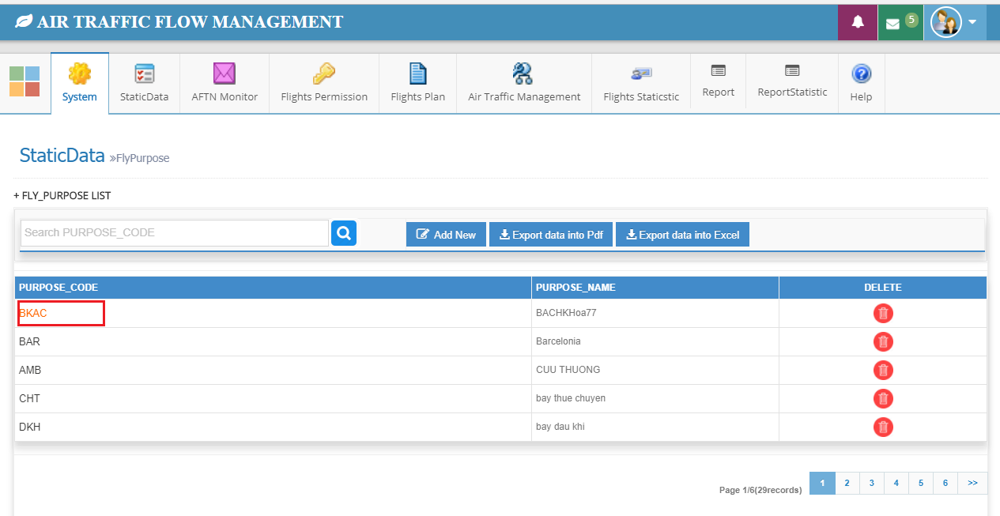 AIR TRAFFIC FLOW MANAGEMENT
5
System StaticData AFTN Monitor Flights Permission Flights Plan Air Traffic Management Flights Staticstic Report ReportStatistic Help
StaticData »FlyPurpose
+ FLY_PURPOSE LIST
Search PURPOSE_CODE Add New Export data into Pdf Export data into Excel
PURPOSE_CODE PURPOSE_NAME DELETE
BKAC BACHKHoa77
BAR Barcelonia
AMB CUU THUONG
CHT bay thue chuyen
DKH bay dau khi
Page 1/6(29records) 1 2 3 4 5 6 >>